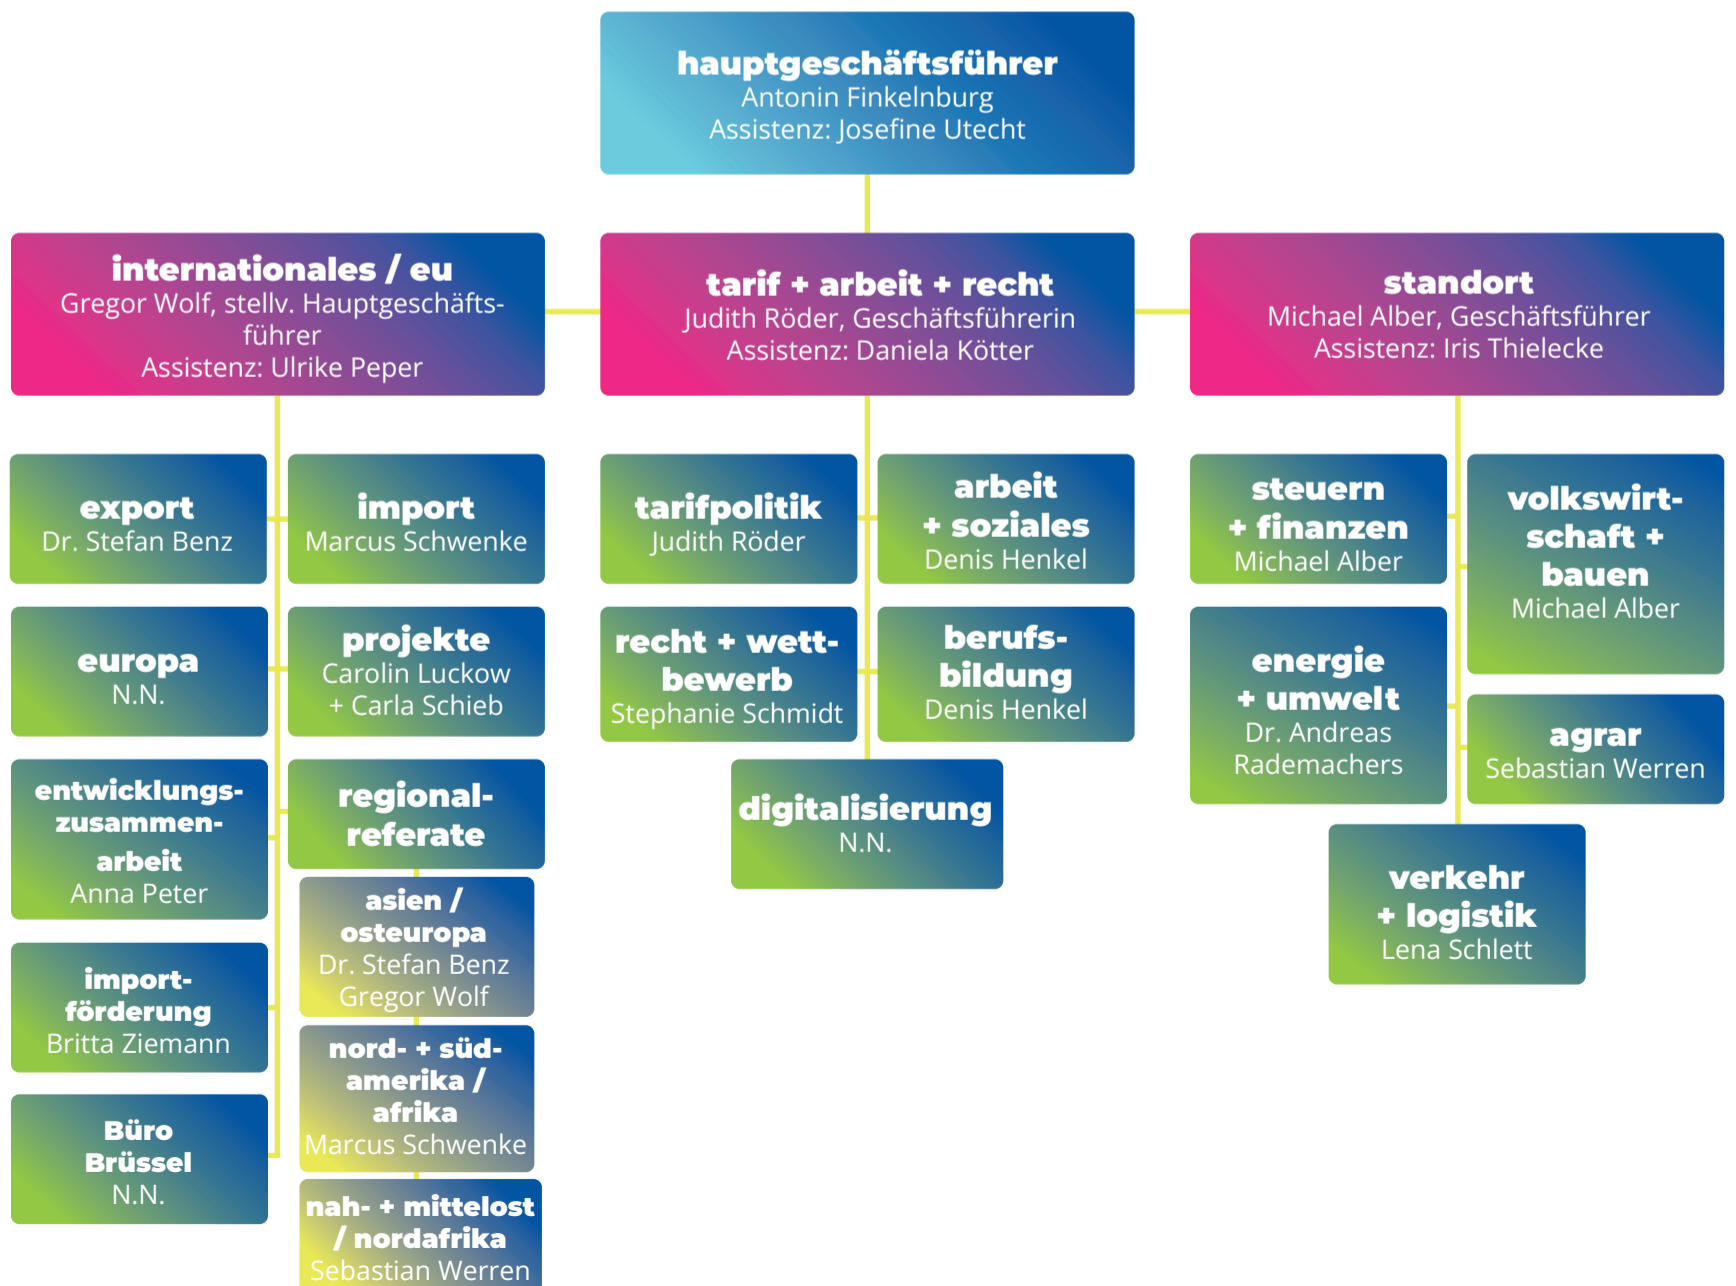 hauptgeschäftsführer
Antonin Finkelnburg
Assistenz: Josefine Utecht
internationales / eu
Gregor Wolf, stellv. Hauptgeschäfts-
führer
Assistenz: Ulrike Peper
tarif + arbeit + recht
Judith Röder, Geschäftsführerin
Assistenz: Daniela Kötter
standort
Michael Alber, Geschäftsführer
Assistenz: Iris Thielecke
export
Dr. Stefan Benz
import
Marcus Schwenke
europa
N.N.
projekte
Carolin Luckow
+ Carla Schieb
entwicklungs-
zusammen-
arbeit
Anna Peter
regional-
referate
asien /
osteuropa
Dr. Stefan Benz
Gregor Wolf
import-
förderung
Britta Ziemann
nord- + süd-
amerika /
afrika
Marcus Schwenke
Büro
Brüssel
N.N.
nah- + mittelost
/ nordafrika
Sebastian Werren
tarifpolitik
Judith Röder
arbeit
+ soziales
Denis Henkel
recht + wett-
bewerb
Stephanie Schmidt
berufs-
bildung
Denis Henkel
digitalisierung
N.N.
steuern
+ finanzen
Michael Alber
volkswirt-
schaft +
bauen
Michael Alber
energie
+ umwelt
Dr. Andreas
Rademachers
agrar
Sebastian Werren
verkehr
+ logistik
Lena Schlett